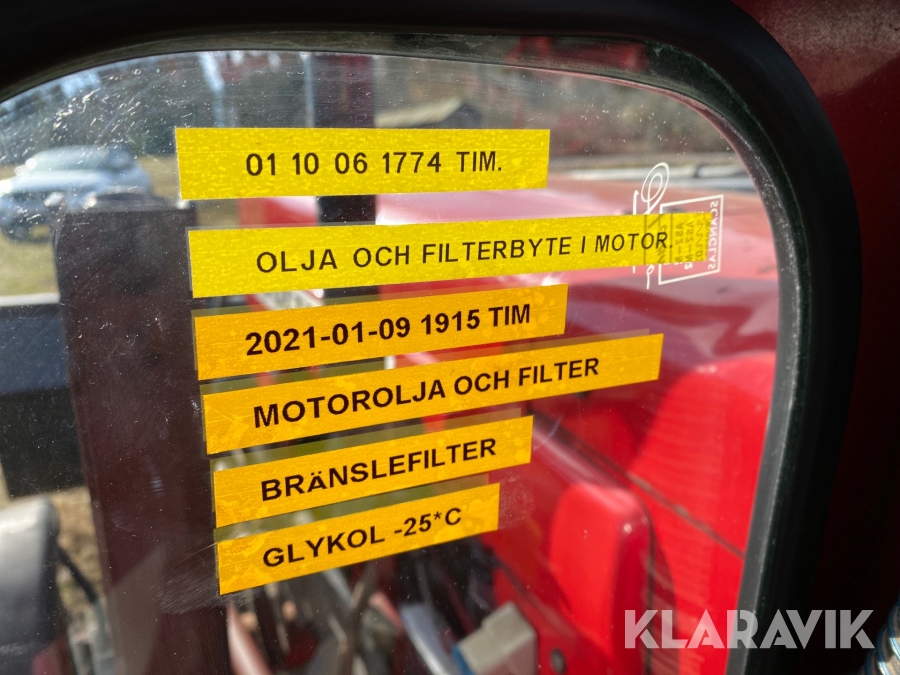 01 10 06 1774 TIM.
OLJA OCH FILTERBYTE I MOTOR.
SCANGLAS
2021-01-09 1915 TIM
MOTOROLJA OCH FILTER
BRÄNSLEFILTER
GLYKOL -25*C
KLARAVIK